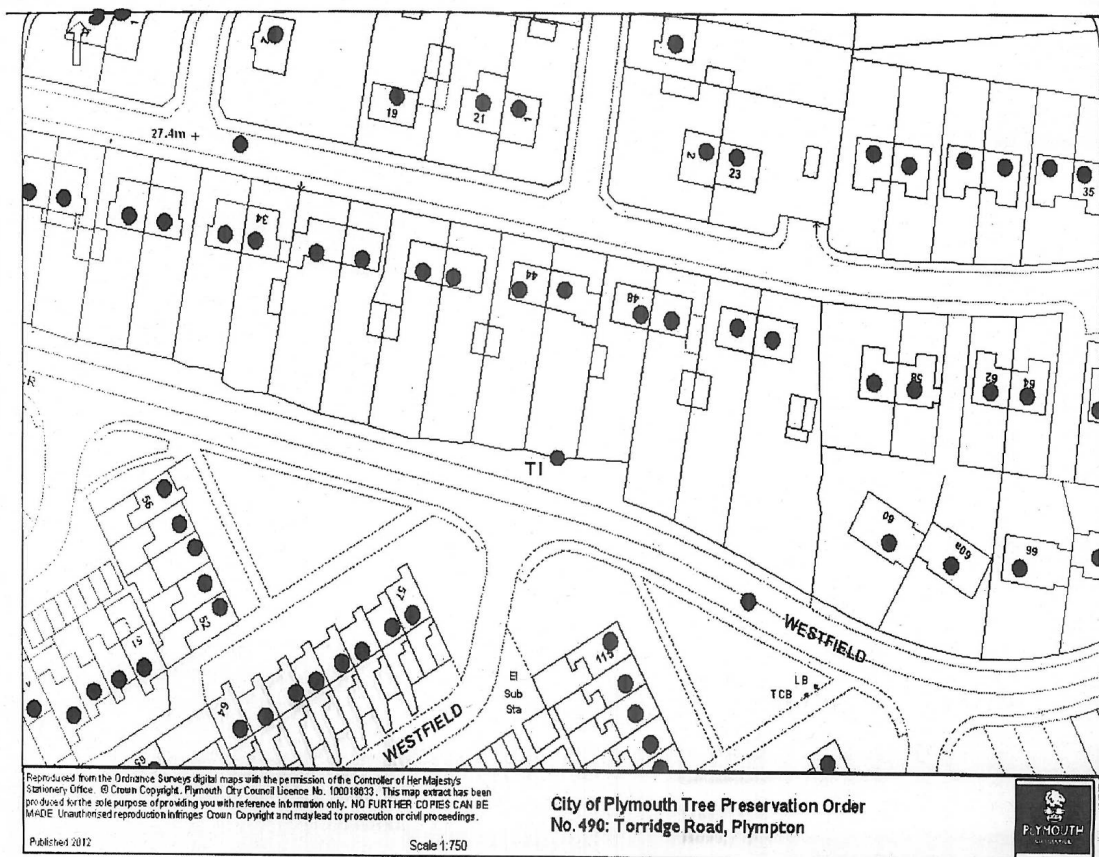 19
21
1
2
23
35
27.4m +
34
44
48
58
62
64
60
60a
66
T1
56
52
51
57
64
65
115
El
Sub
Sta
LB
TCB
WESTFIELD
WESTFIELD
Reproduced from the Ordnance Surveys digital maps with the permission of the Controller of Her Majesty's
Stationery Office. © Crown Copyright. Plymouth City Council Licence No. 100018633. This map extract has been
produced for the sole purpose of providing you with reference information only. NO FURTHER COPIES CAN BE
MADE Unauthorised reproduction infringes Crown Copyright and may lead to prosecution or civil proceedings.
Published 2012
Scale 1:750
City of Plymouth Tree Preservation Order
No. 490: Torridge Road, Plympton
PLYMOUTH